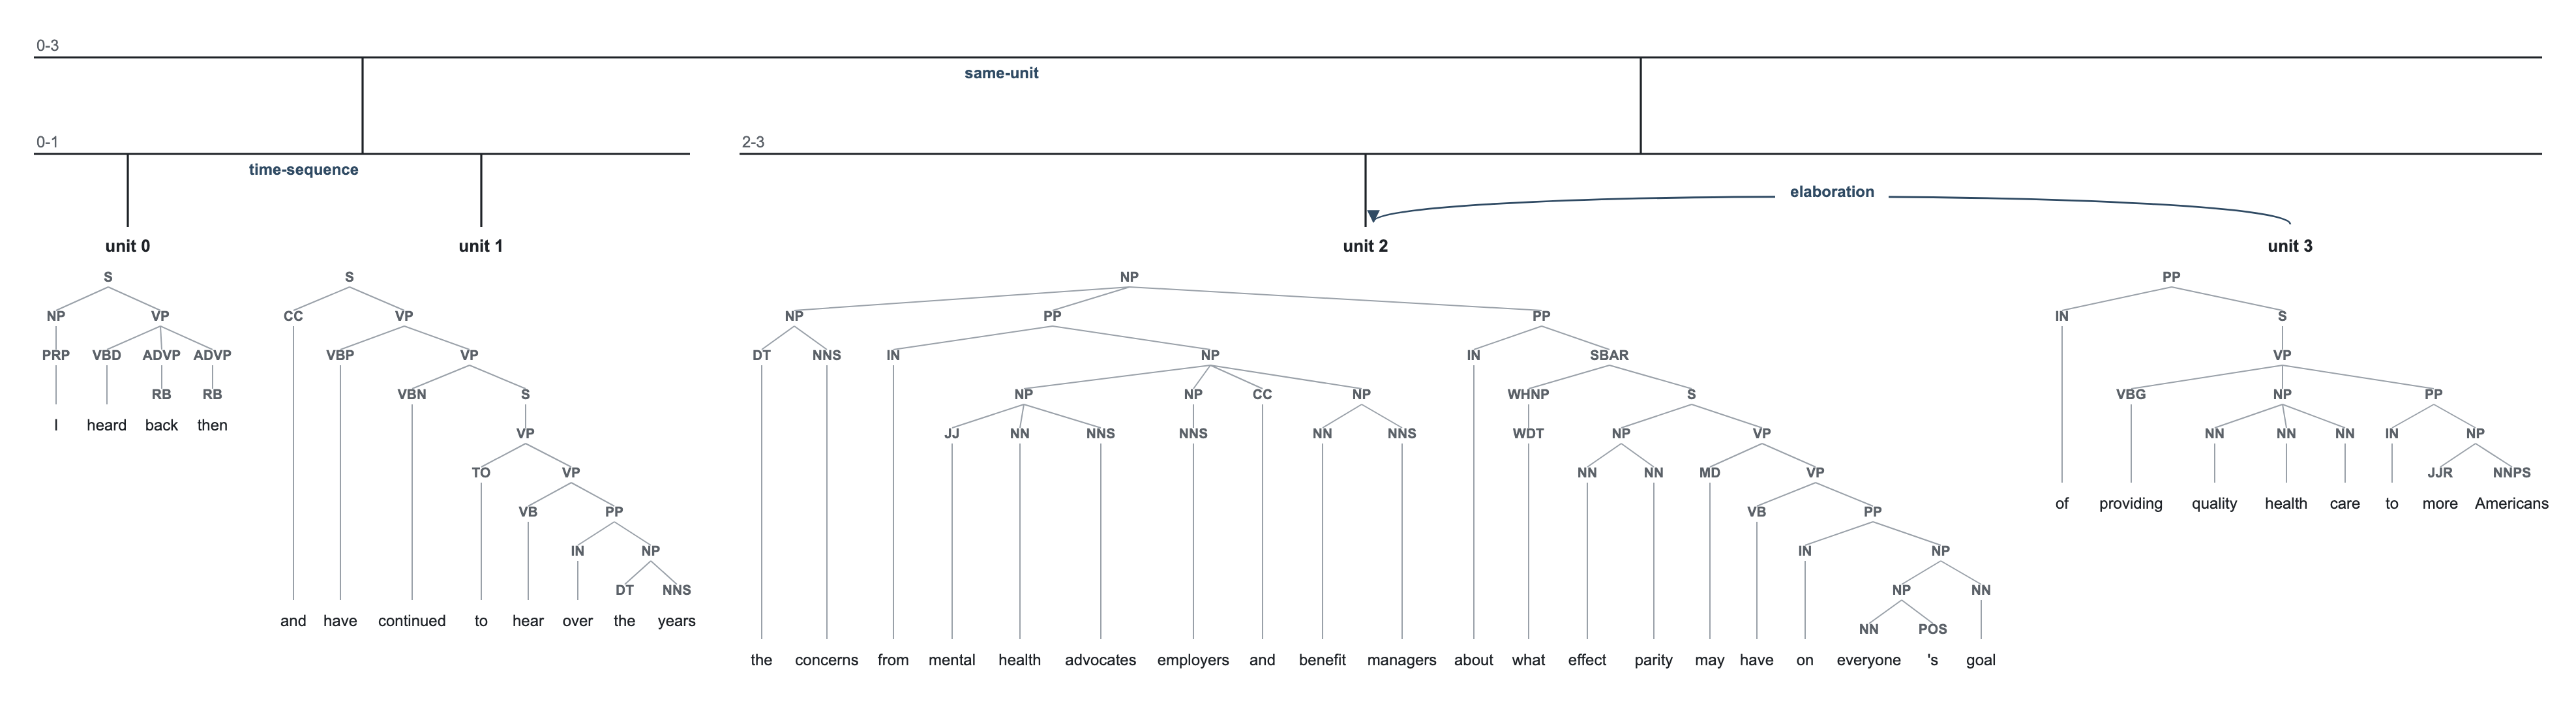 0-3
same-unit
0-1 2-3
time-sequence
elaboration
unit 0 unit 1 unit 2 unit 3
S S NP PP
NP VP CC VP NP PP PP IN S
PRP VBD ADVP ADVP VBP VP DT NNS IN NP IN SBAR VP
RB RB VBN S NP NP CC NP WHNP S VBG NP PP
I heard back then
VP JJ NN NNS NNS NN NNS WDT NP VP NN NN NN IN NP
TO VP NN NN MD VP JJR NNPS
of providing quality health care to more Americans
VB PP VB PP
IN NP IN NP
DT NNS NP NN
and have continued to hear over the years
NN POS
the concerns from mental health advocates employers and benefit managers about what effect parity may have on everyone 's goal